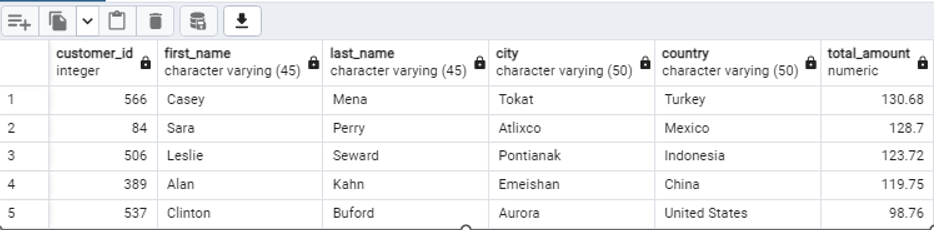 customer_id first_name last_name city country total_amount
integer character varying (45) character varying (45) character varying (50) character varying (50) numeric
1 566 Casey Mena Tokat Turkey 130.68
2 84 Sara Perry Atlixco Mexico 128.7
3 506 Leslie Seward Pontianak Indonesia 123.72
4 389 Alan Kahn Emeishan China 119.75
5 537 Clinton Buford Aurora United States 98.76